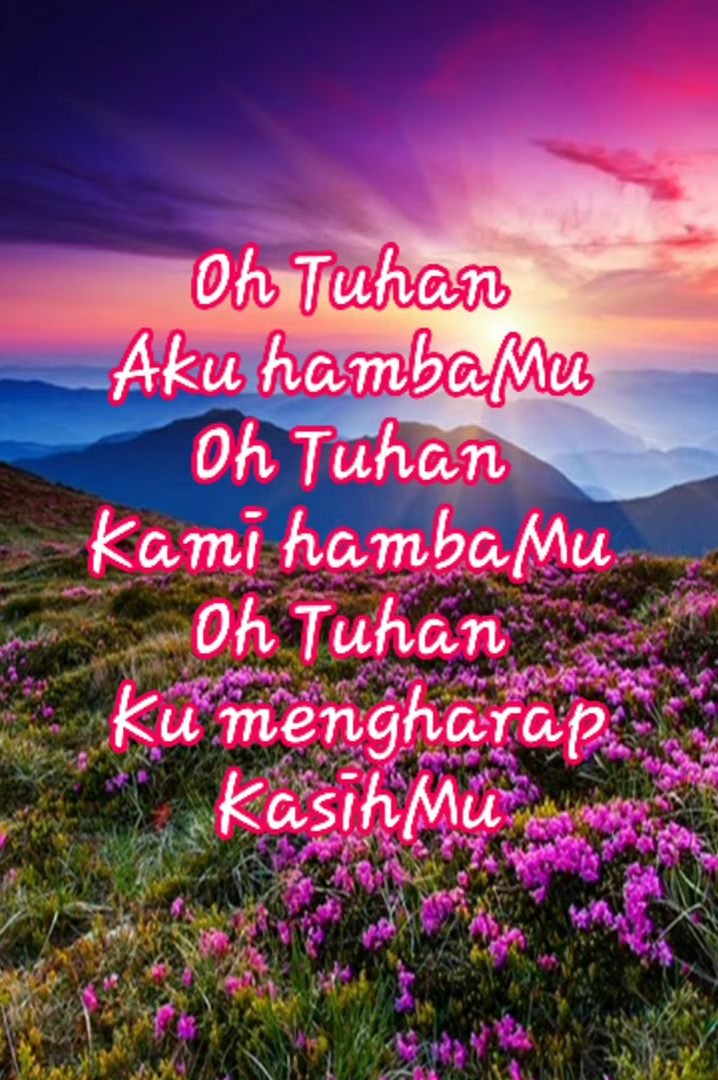 Oh Tuhan
Aku hambaMu
Oh Tuhan
Kami hambaMu
Oh Tuhan
Ku mengharap
KasihMu